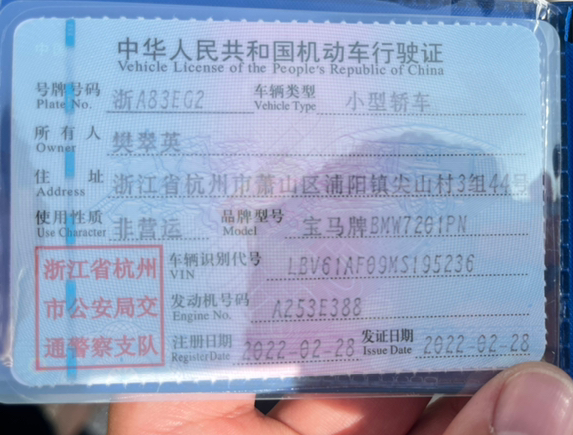 中华人民共和国机动车行驶证
Vehicle License of the People's Republic of China
号牌号码 浙A83EG2 车辆类型 小型轿车
Plate No. Vehicle Type
所有人 樊翠英
Owner
住址 浙江省杭州市萧山区浦阳镇尖山村3组44号
Address
使用性质 非营运 品牌型号 宝马牌BMW7201PN
Use Character Model
浙江省杭州
市公安局交
通警察支队
车辆识别代号 LBV61AF09MS195236
VIN
发动机号码 A253E388
Engine No.
注册日期 2022-02-28 发证日期 2022-02-28
Register Date Issue Date